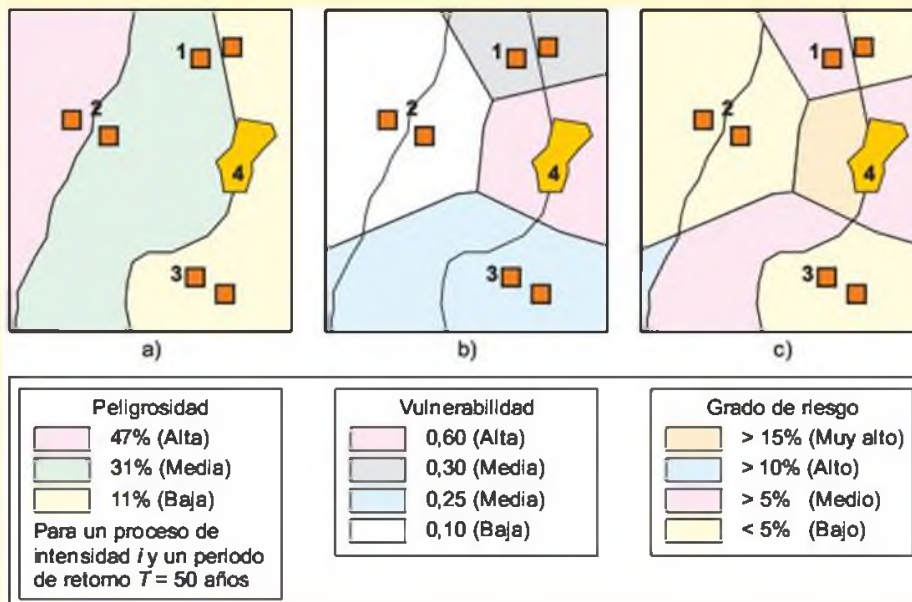 1
2
3
4
a)
1
2
3
4
b)
1
2
3
4
c)
Peligrosidad
47% (Alta)
31% (Media)
11% (Baja)
Para un proceso de
intensidad i y un periodo
de retorno T = 50 años
Vulnerabilidad
0,60 (Alta)
0,30 (Media)
0,25 (Media)
0,10 (Baja)
Grado de riesgo
> 15% (Muy alto)
> 10% (Alto)
> 5% (Medio)
< 5% (Bajo)